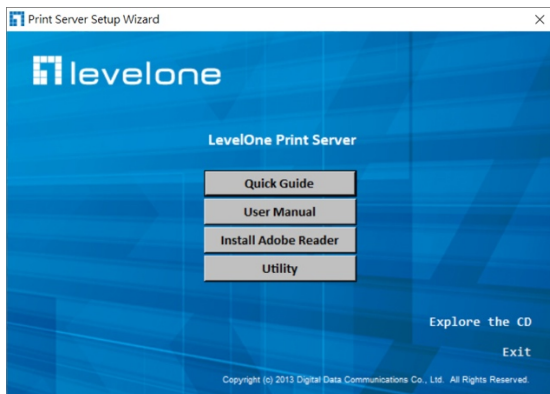 Print Server Setup Wizard
levelone
LevelOne Print Server
Quick Guide
User Manual
Install Adobe Reader
Utility
Explore the CD
Exit
Copyright (c) 2013 Digital Data Communications Co., Ltd. All Rights Reserved.